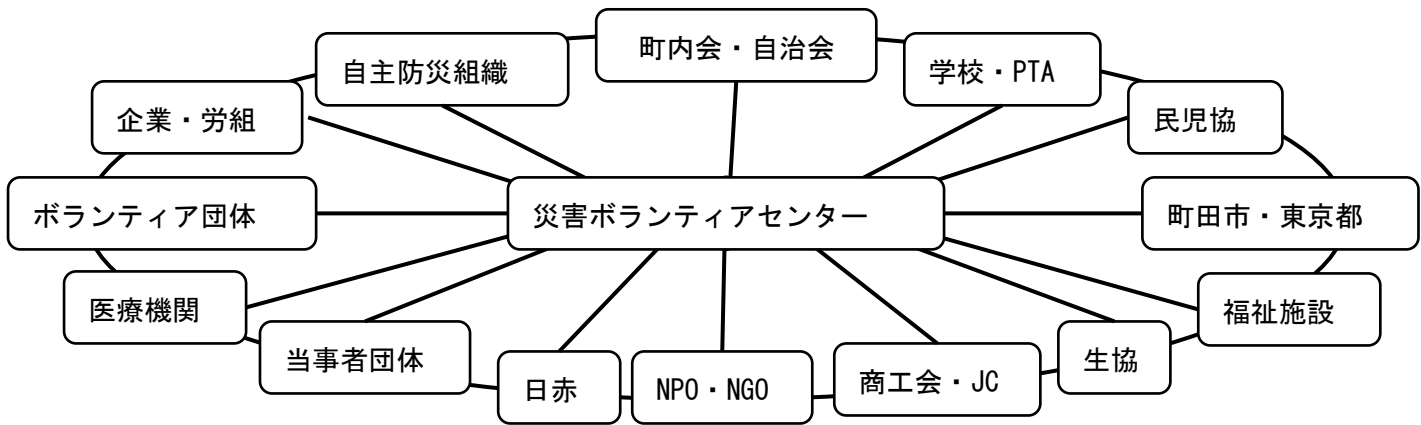 町内会・自治会
自主防災組織
学校・PTA
企業・労組
民児協
ボランティア団体
災害ボランティアセンター
町田市・東京都
医療機関
福祉施設
当事者団体
生協
日赤
NPO・NGO
商工会・JC